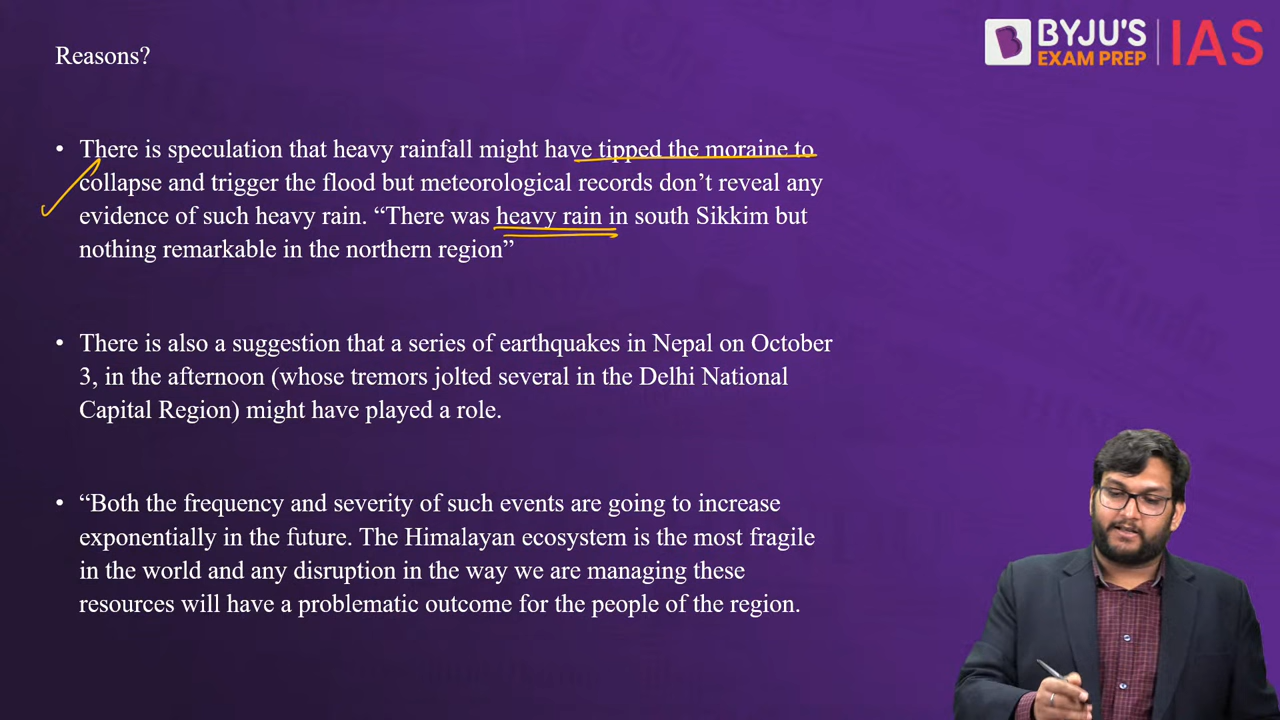 Reasons?
BYJU'S
EXAM PREP
IAS
• There is speculation that heavy rainfall might have tipped the moraine to
collapse and trigger the flood but meteorological records don’t reveal any
evidence of such heavy rain. “There was heavy rain in south Sikkim but
nothing remarkable in the northern region”
• There is also a suggestion that a series of earthquakes in Nepal on October
3, in the afternoon (whose tremors jolted several in the Delhi National
Capital Region) might have played a role.
• “Both the frequency and severity of such events are going to increase
exponentially in the future. The Himalayan ecosystem is the most fragile
in the world and any disruption in the way we are managing these
resources will have a problematic outcome for the people of the region.